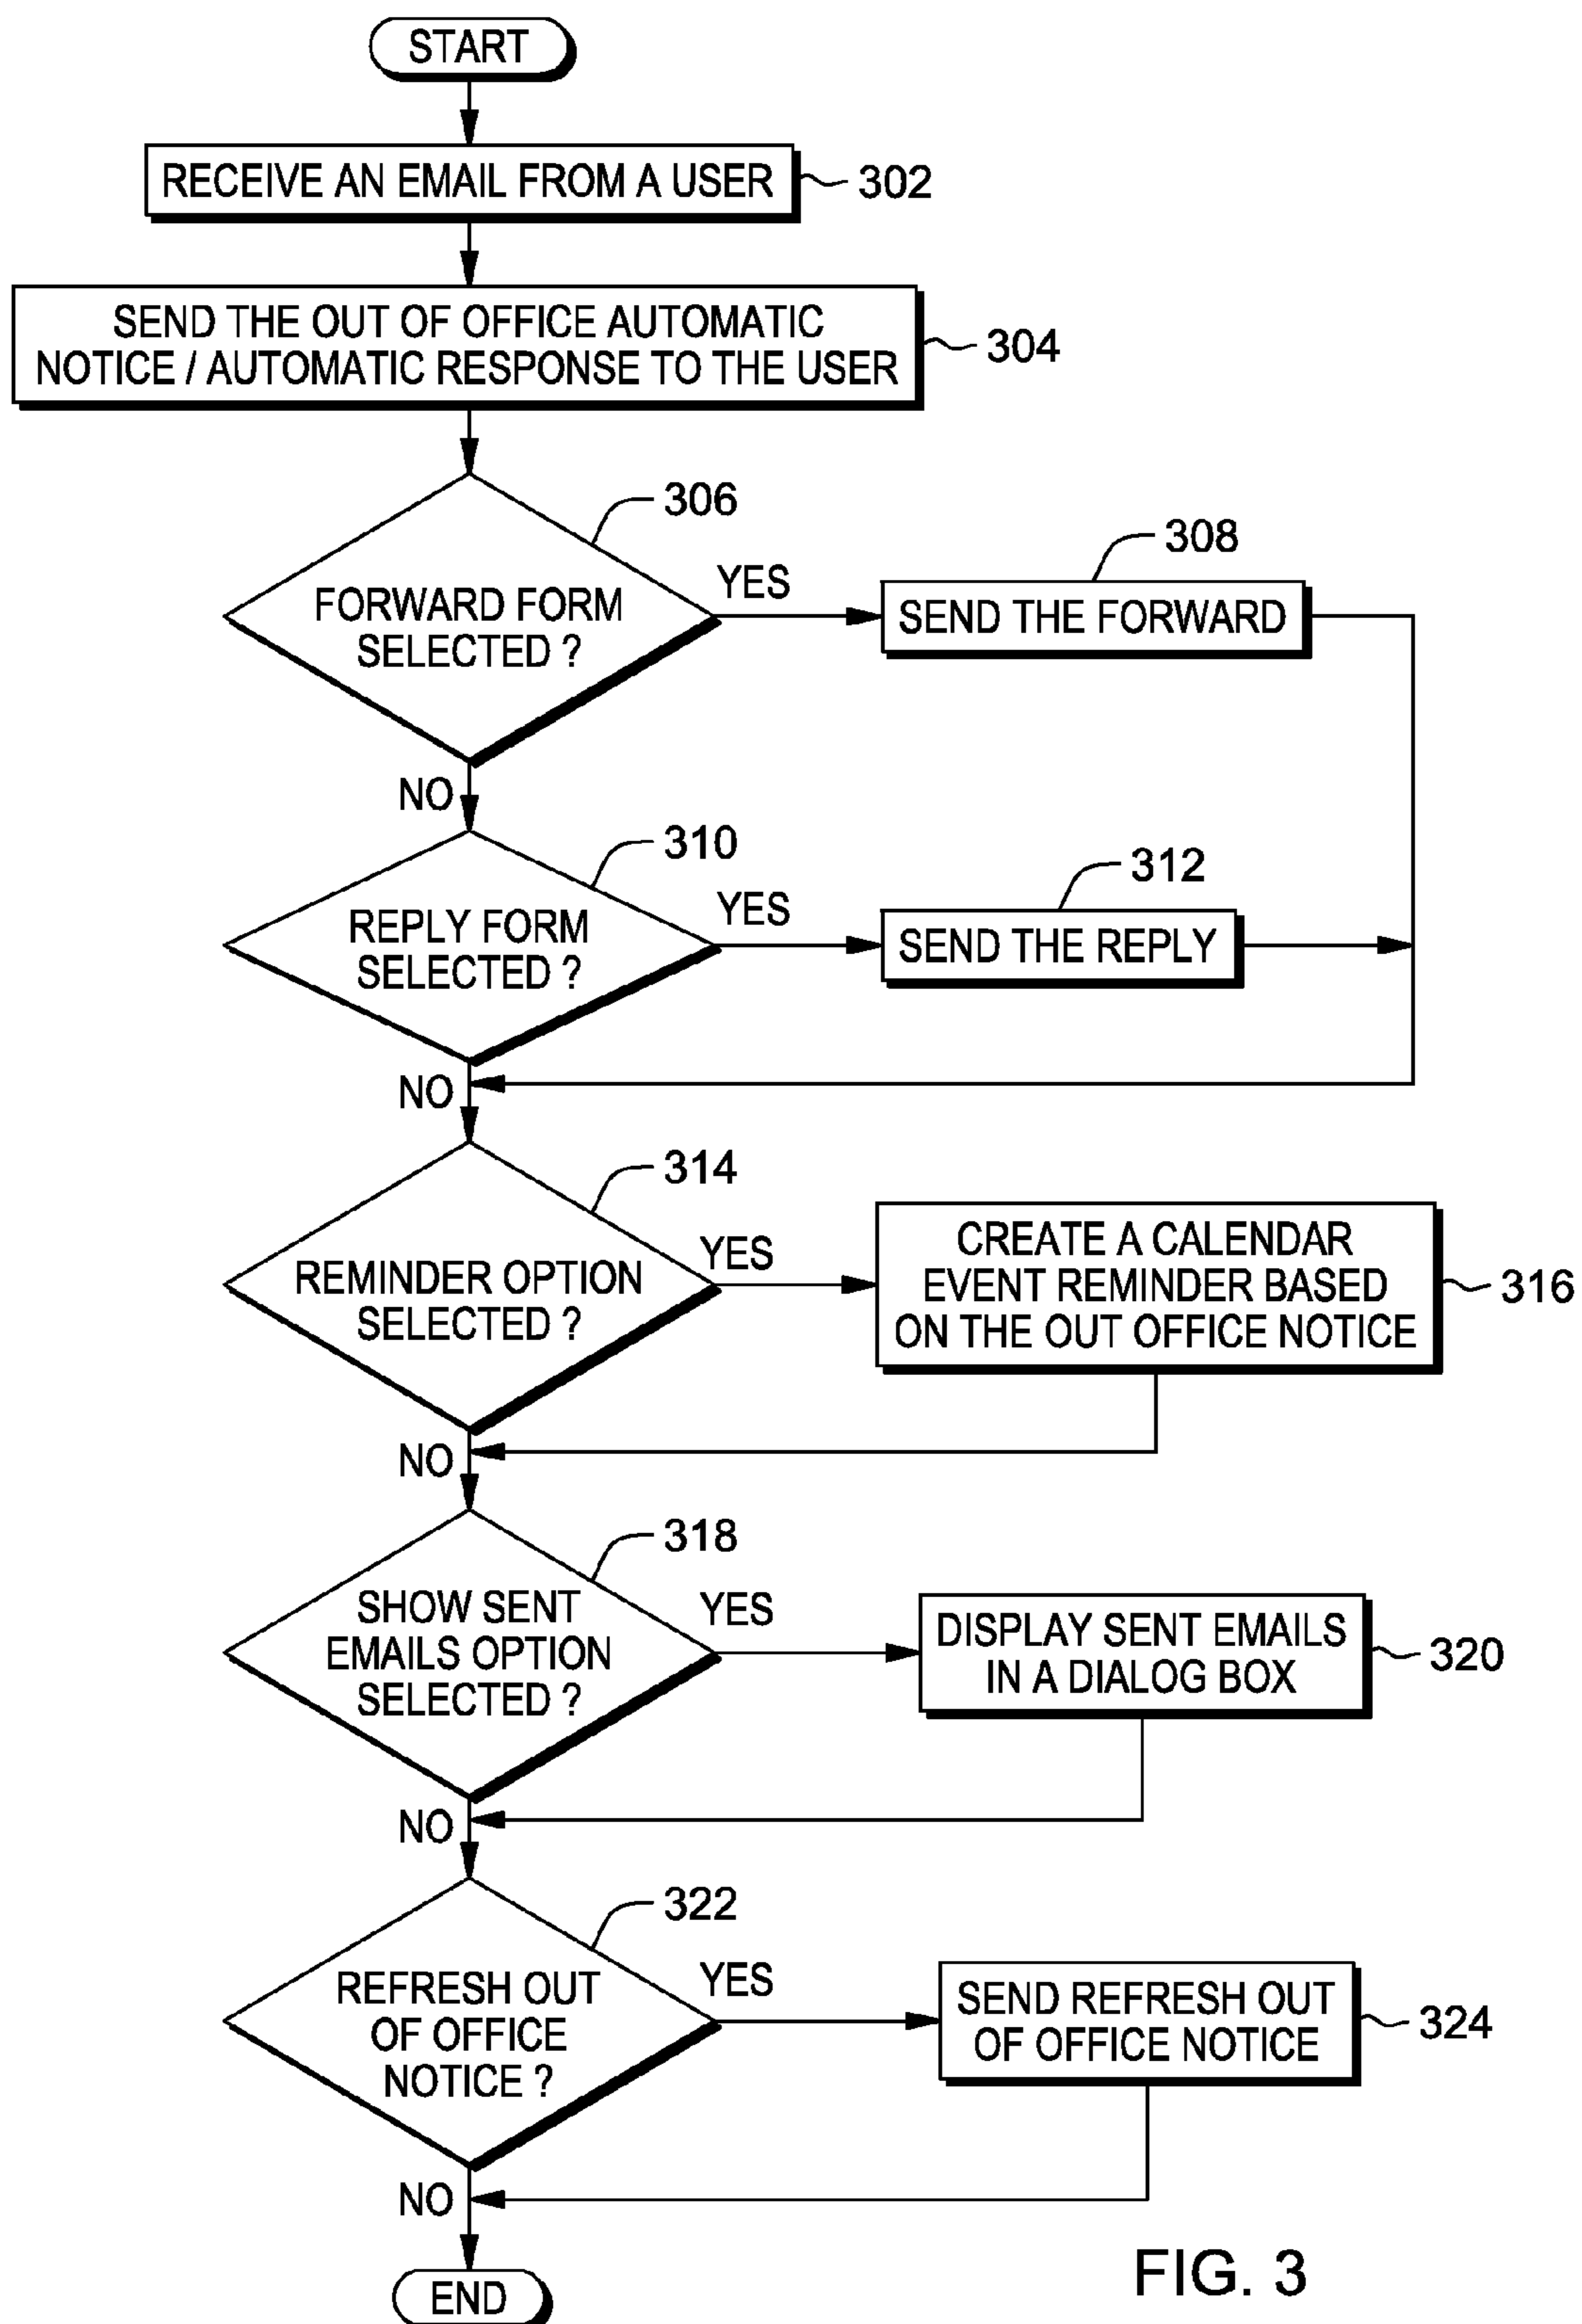 START
RECEIVE AN EMAIL FROM A USER
302
SEND THE OUT OF OFFICE AUTOMATIC
NOTICE / AUTOMATIC RESPONSE TO THE USER
304
306
FORWARD FORM
SELECTED ?
YES
308
SEND THE FORWARD
NO
310
REPLY FORM
SELECTED ?
YES
312
SEND THE REPLY
NO
314
REMINDER OPTION
SELECTED ?
YES
CREATE A CALENDAR
EVENT REMINDER BASED
ON THE OUT OFFICE NOTICE
316
NO
318
SHOW SENT
EMAILS OPTION
SELECTED ?
YES
DISPLAY SENT EMAILS
IN A DIALOG BOX
320
NO
322
REFRESH OUT
OF OFFICE
NOTICE ?
YES
SEND REFRESH OUT
OF OFFICE NOTICE
324
NO
END
FIG. 3